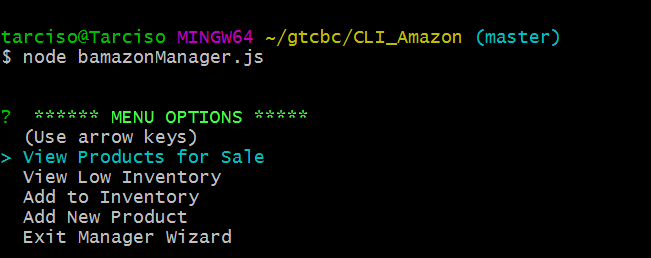 tarciso@Tarciso MINGW64 ~/gtcbc/CLI_Amazon (master)
$ node bamazonManager.js
? ****** MENU OPTIONS *****
(Use arrow keys)
> View Products for Sale
View Low Inventory
Add to Inventory
Add New Product
Exit Manager Wizard